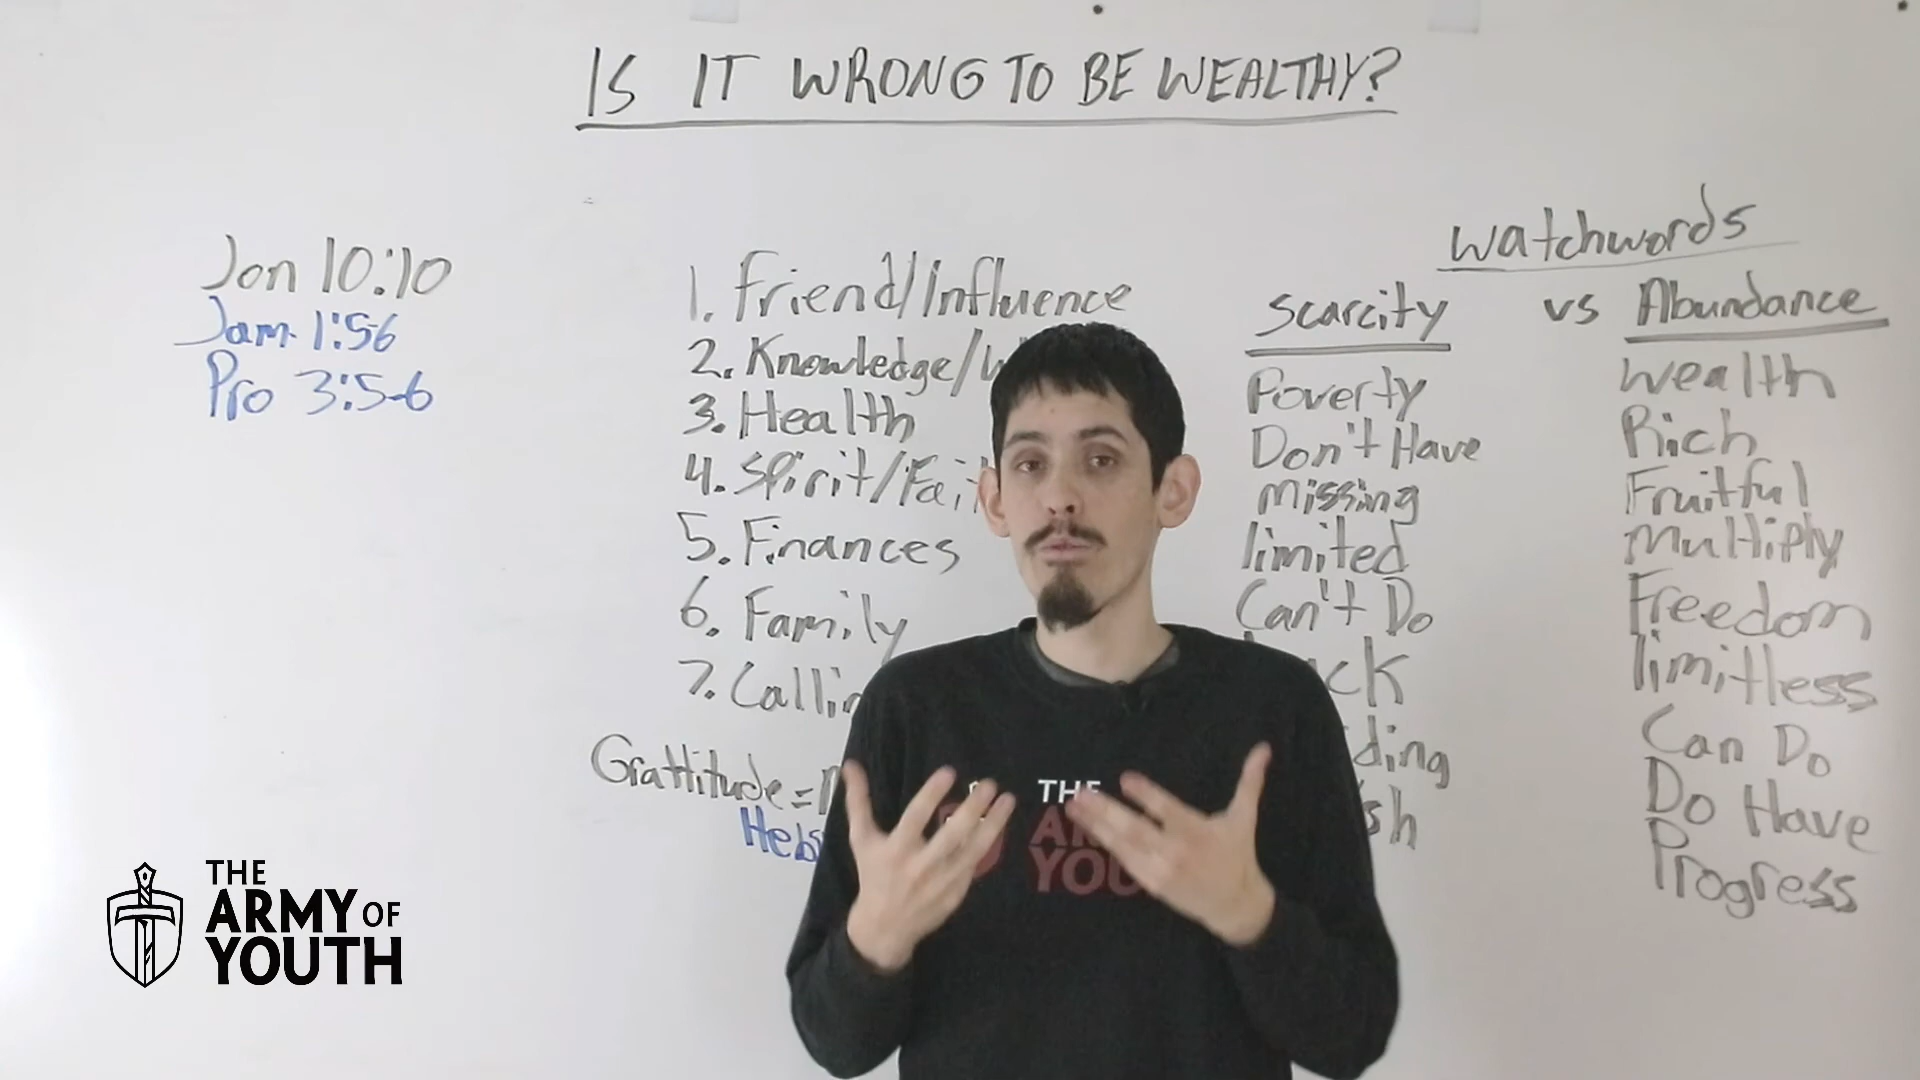 IS IT WRONG TO BE WEALTHY?
Jon 10:10
Jam 1:5-6
Pro 3:5-6
1. Friend/Influence
2. Knowledge/
3. Health
4. Spirit/
5. Finances
6. Family
7.
Grattitude =
Watchwords
Scarcity vs Abundance
Poverty
Don't Have
Missing
limited
Can't Do
Wealth
Rich
Fruitful
Multiply
Freedom
limitless
Can Do
Do Have
Progress
THE
THE
ARMY OF
YOUTH